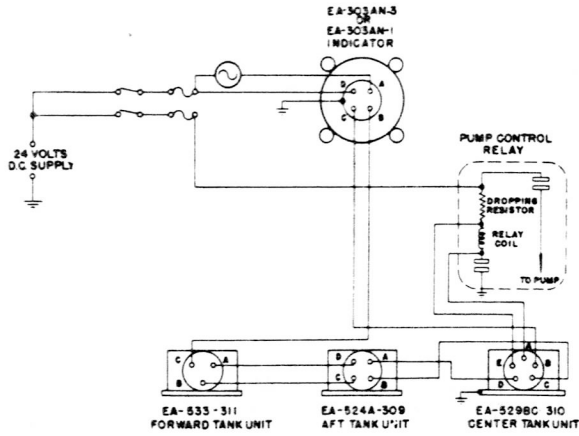 EA-303AN-3
OR
EA-303AN-1
INDICATOR
D
A
C
B
24 VOLTS
D.C. SUPPLY
PUMP CONTROL
RELAY
DROPPING
RESISTOR
RELAY
COIL
TO PUMP
C
A
B
D
A
C
B
A
E
B
D
C
EA-533-311
FORWARD TANK UNIT
EA-524A-309
AFT TANK UNIT
EA-529BC 310
CENTER TANK UNIT